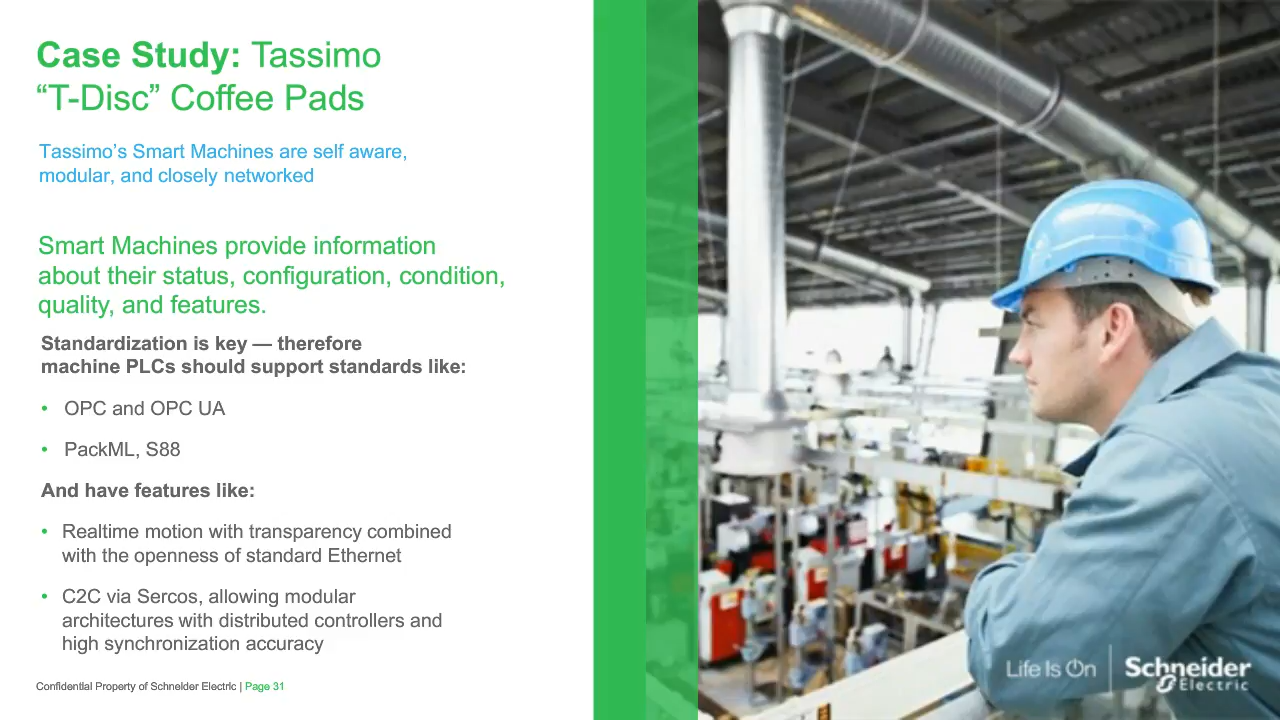 Case Study: Tassimo
“T-Disc” Coffee Pads
Tassimo’s Smart Machines are self aware,
modular, and closely networked
Smart Machines provide information
about their status, configuration, condition,
quality, and features.
Standardization is key — therefore
machine PLCs should support standards like:
• OPC and OPC UA
• PackML, S88
And have features like:
• Realtime motion with transparency combined
with the openness of standard Ethernet
• C2C via Sercos, allowing modular
architectures with distributed controllers and
high synchronization accuracy
Confidential Property of Schneider Electric | Page 31
Life Is On
Schneider
Electric